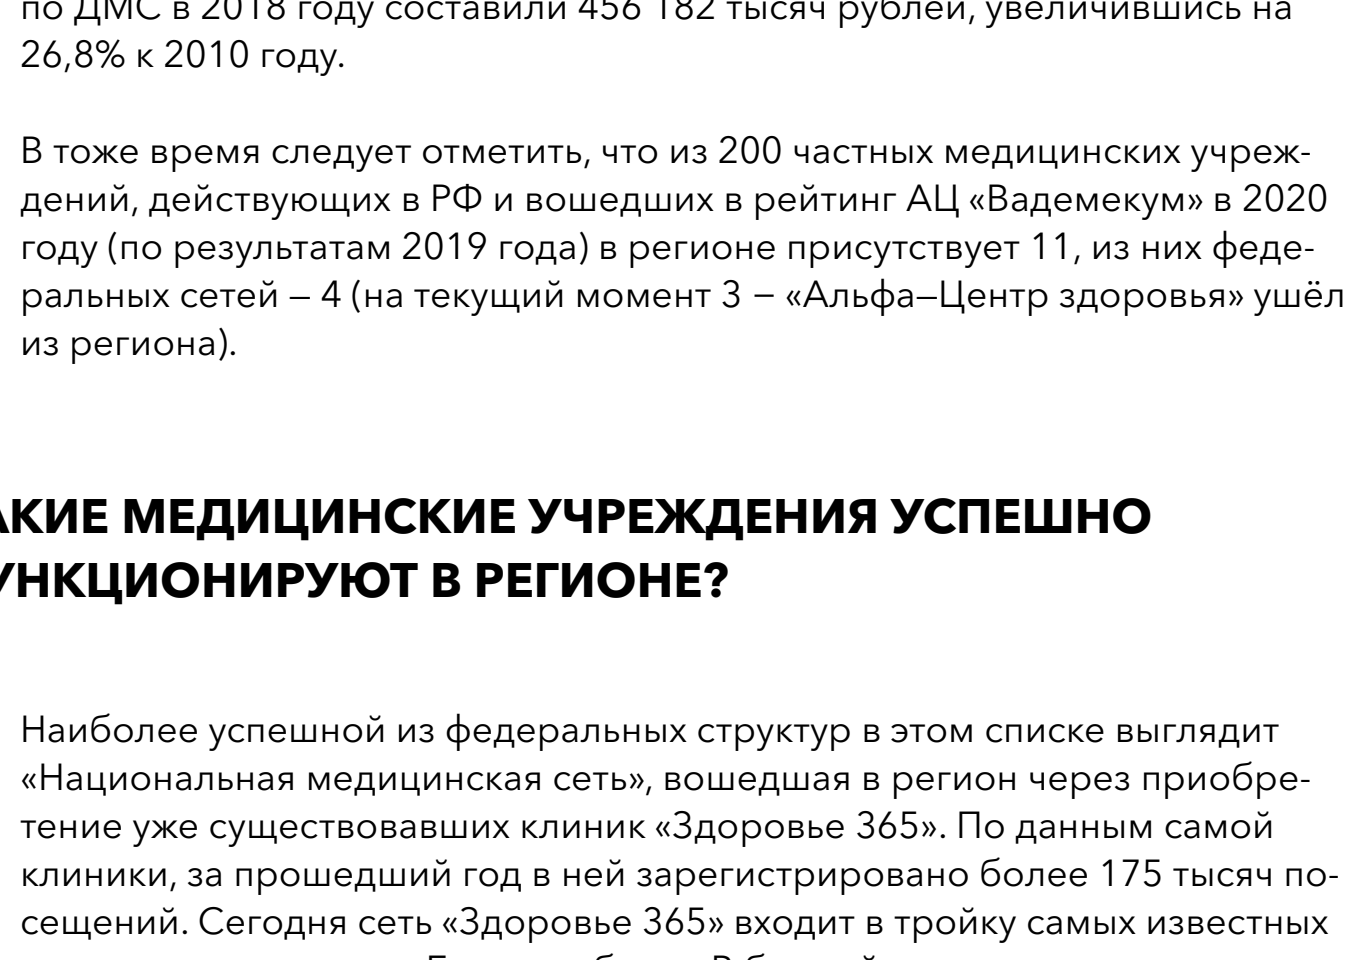 по ДМС в 2018 году составили 456 182 тысяч рублей, увеличившись на
26,8% к 2010 году.
В тоже время следует отметить, что из 200 частных медицинских учреж-
дений, действующих в РФ и вошедших в рейтинг АЦ «Вадемекум» в 2020
году (по результатам 2019 года) в регионе присутствует 11, из них феде-
ральных сетей – 4 (на текущий момент 3 – «Альфа–Центр здоровья» ушёл
из региона).
АКИЕ МЕДИЦИНСКИЕ УЧРЕЖДЕНИЯ УСПЕШНО
УНКЦИОНИРУЮТ В РЕГИОНЕ?
Наиболее успешной из федеральных структур в этом списке выглядит
«Национальная медицинская сеть», вошедшая в регион через приобре-
тение уже существовавших клиник «Здоровье 365». По данным самой
клиники, за прошедший год в ней зарегистрировано более 175 тысяч по-
сещений. Сегодня сеть «Здоровье 365» входит в тройку самых известных